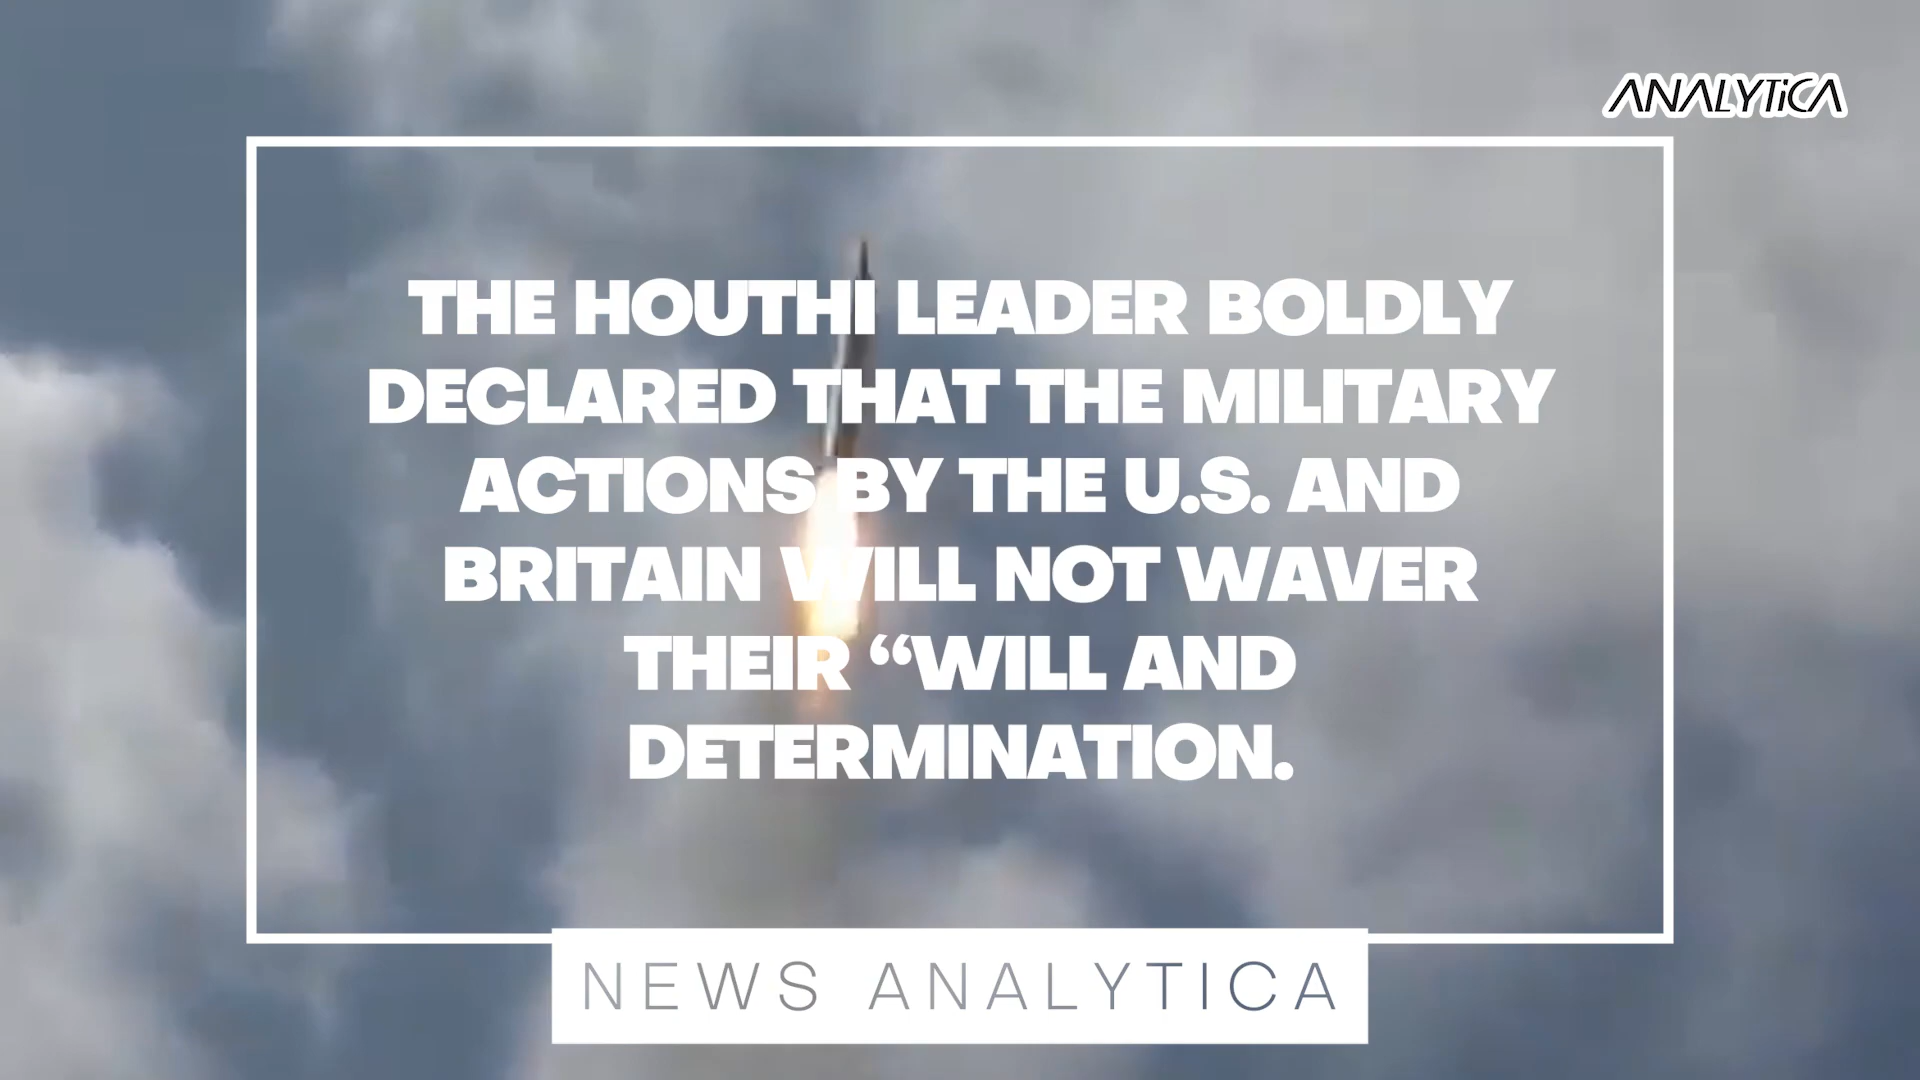 ANALYTiCA
THE HOUTHI LEADER BOLDLY
DECLARED THAT THE MILITARY
ACTIONS BY THE U.S. AND
BRITAIN WILL NOT WAVER
THEIR “WILL AND
DETERMINATION.
NEWS ANALYTICA